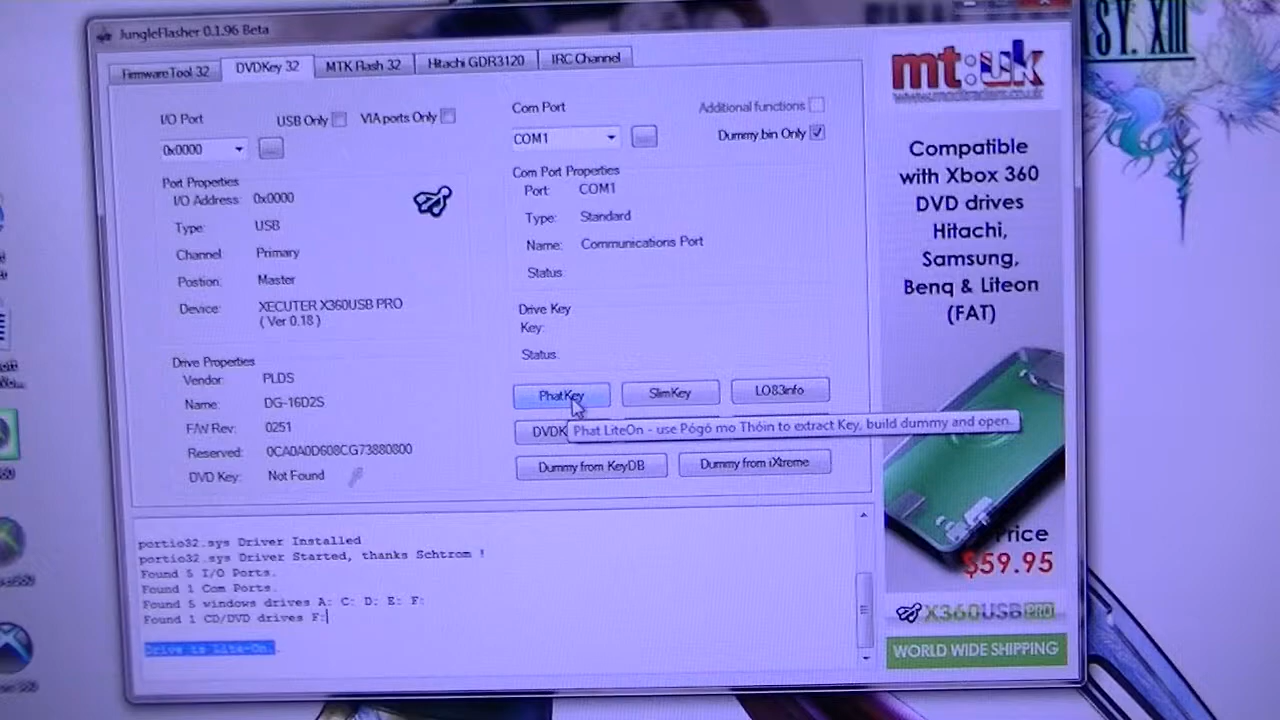 JungleFlasher 0.1.96 Beta
FirmwareTool 32
DVDKey 32
MTK Flash 32
Hitachi GDR3120
IRC Channel
I/O Port
USB Only
VIA ports Only
0x0000
Port Properties
I/O Address: 0x0000
Type: USB
Channel: Primary
Postion: Master
Device: XECUTER X360USB PRO
( Ver 0.18 )
Drive Properties
Vendor: PLDS
Name: DG-16D2S
F/W Rev: 0251
Reserved: 0CA0A0D608CG73880800
DVD Key: Not Found
Com Port
Additional functions
COM1
Dummy.bin Only
Com Port Properties
Port: COM1
Type: Standard
Name: Communications Port
Status:
Drive Key
Key:
Status:
PhatKey
SlimKey
LO83info
DVDK
Phat LiteOn - use Pógó mo Thóin to extract Key, build dummy and open.
Dummy from KeyDB
Dummy from iXtreme
portio32.sys Driver Installed
portio32.sys Driver Started, thanks Schtrom !
Found 5 I/O Ports.
Found 1 Com Ports.
Found 5 windows drives A: C: D: E: F:
Found 1 CD/DVD drives F:
Drive is Lite-On..
mt:uk
Compatible
with Xbox 360
DVD drives
Hitachi,
Samsung,
Benq & Liteon
(FAT)
Price
$59.95
X360USB PRO
WORLD WIDE SHIPPING
SY. XIII